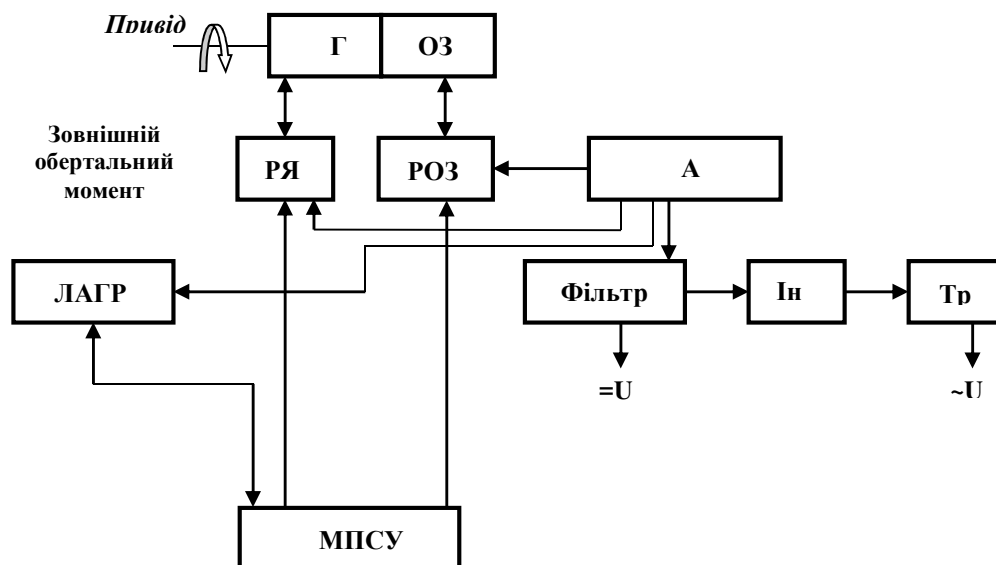 Привід
Г
ОЗ
Зовнішній
обертальний
момент
РЯ
РОЗ
А
ЛАГР
Фільтр
Ін
Тр
=U
~U
МПСУ